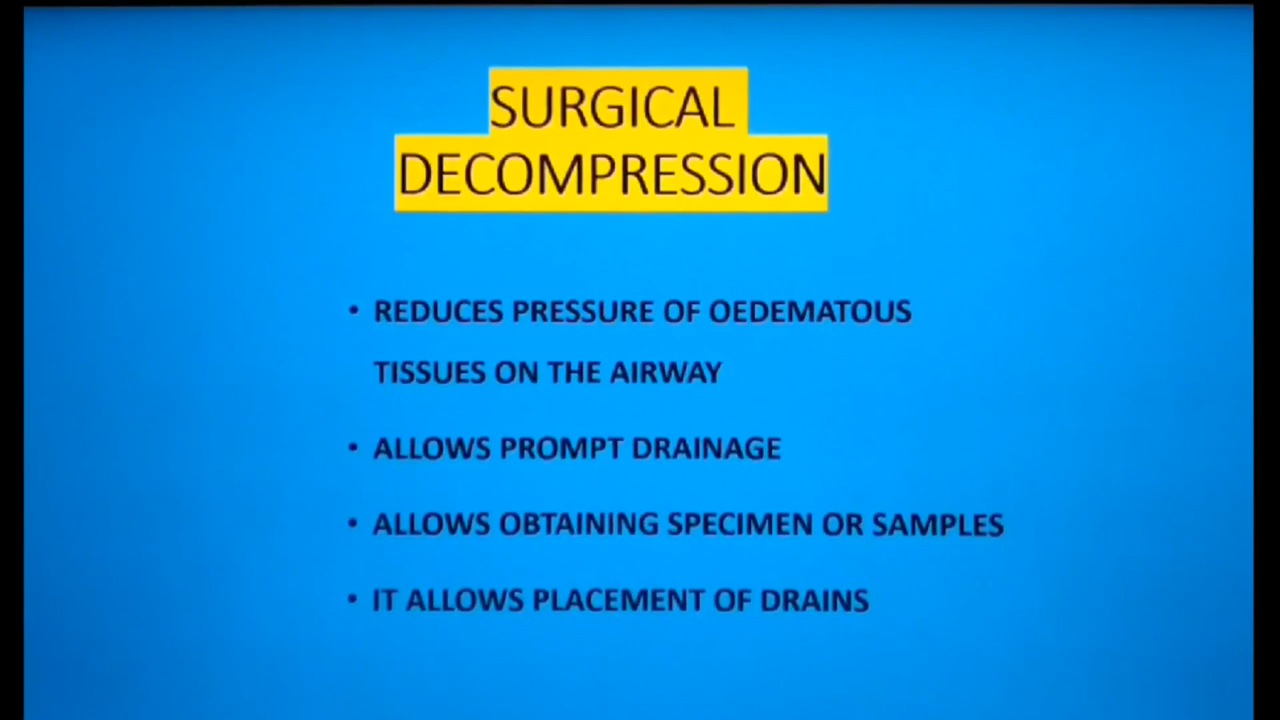 SURGICAL
DECOMPRESSION
• REDUCES PRESSURE OF OEDEMATOUS
TISSUES ON THE AIRWAY
• ALLOWS PROMPT DRAINAGE
• ALLOWS OBTAINING SPECIMEN OR SAMPLES
• IT ALLOWS PLACEMENT OF DRAINS